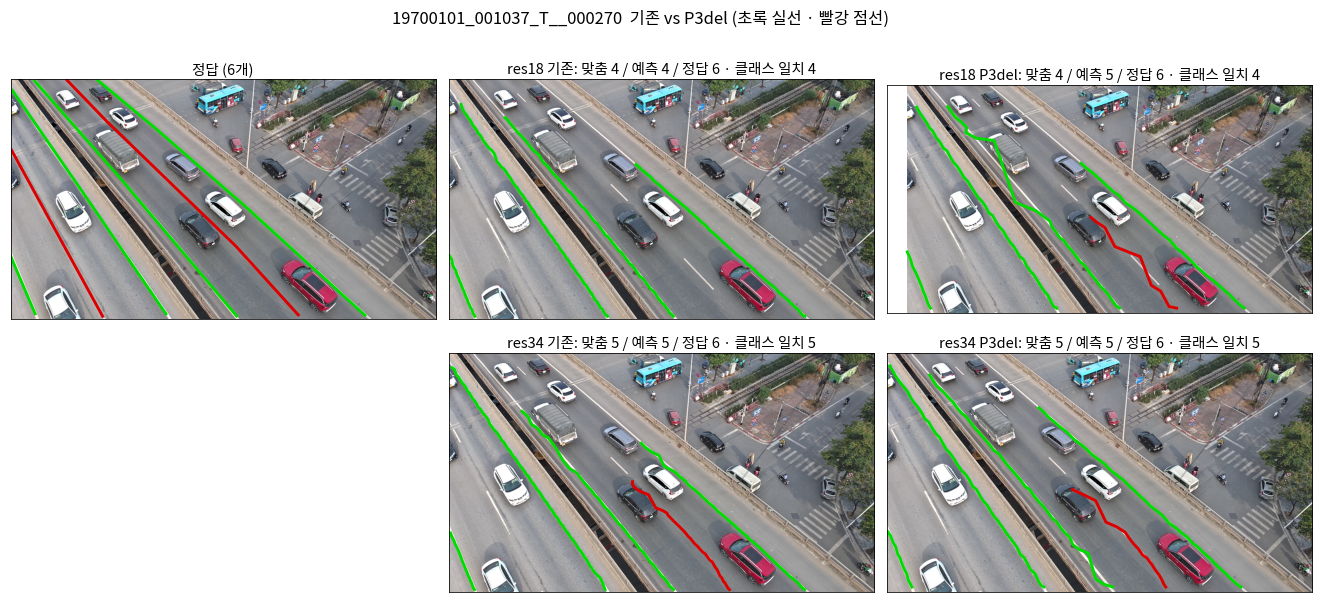 19700101_001037_T__000270 기존 vs P3del (초록 실선 · 빨강 점선)
정답 (6개)
res18 기존: 맞춤 4 / 예측 4 / 정답 6 · 클래스 일치 4
res18 P3del: 맞춤 4 / 예측 5 / 정답 6 · 클래스 일치 4
res34 기존: 맞춤 5 / 예측 5 / 정답 6 · 클래스 일치 5
res34 P3del: 맞춤 5 / 예측 5 / 정답 6 · 클래스 일치 5